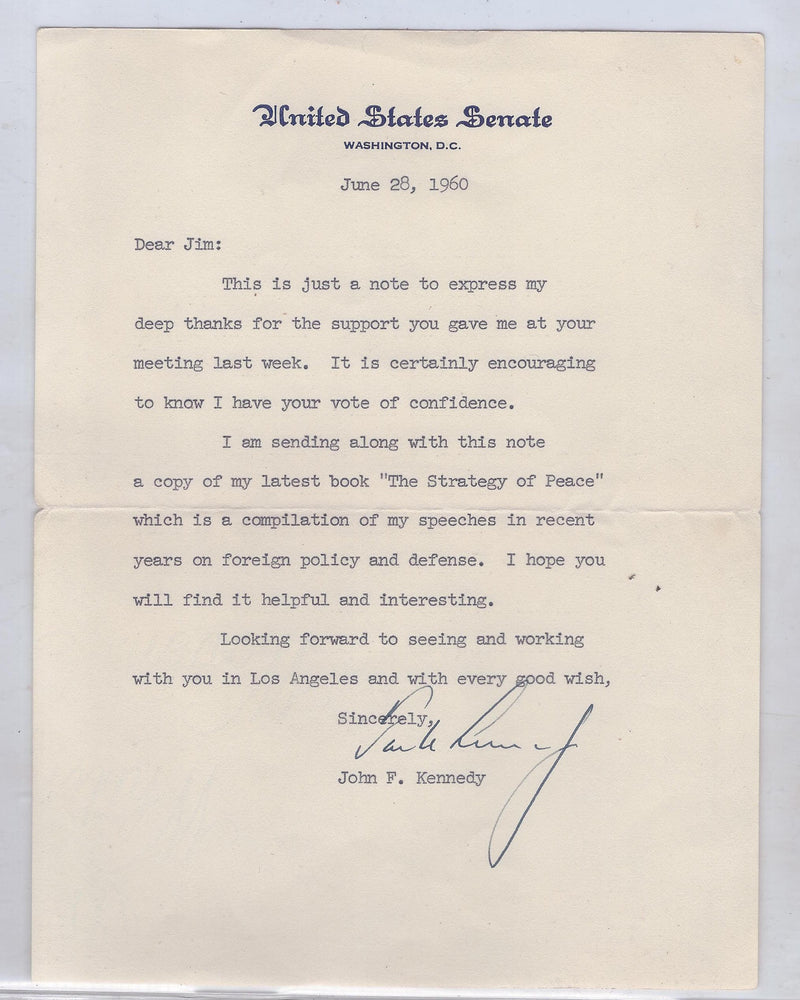 United States Senate
WASHINGTON, D.C.
June 28, 1960
Dear Jim:
This is just a note to express my
deep thanks for the support you gave me at your
meeting last week. It is certainly encouraging
to know I have your vote of confidence.
I am sending along with this note
a copy of my latest book "The Strategy of Peace"
which is a compilation of my speeches in recent
years on foreign policy and defense. I hope you
will find it helpful and interesting.
Looking forward to seeing and working
with you in Los Angeles and with every good wish,
Sincerely,
John F. Kennedy